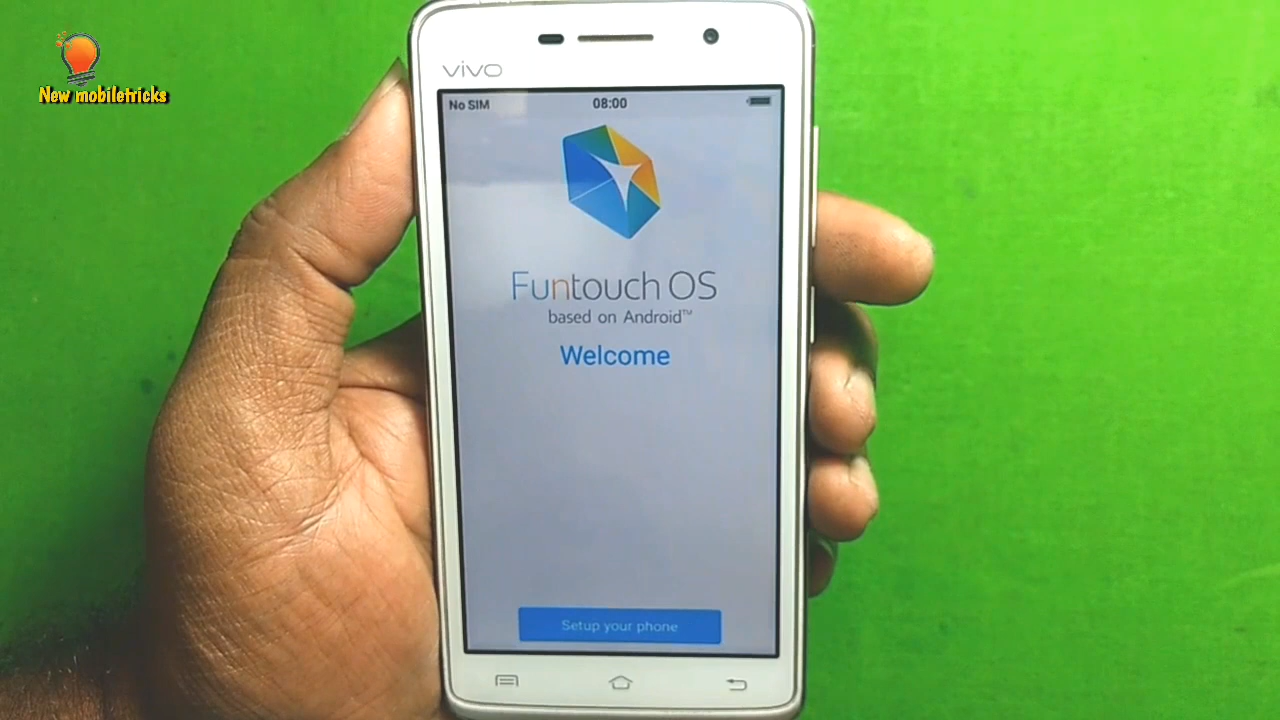 New mobiletricks
vivo
No SIM 08:00
Funtouch OS
based on Android™
Welcome
Setup your phone